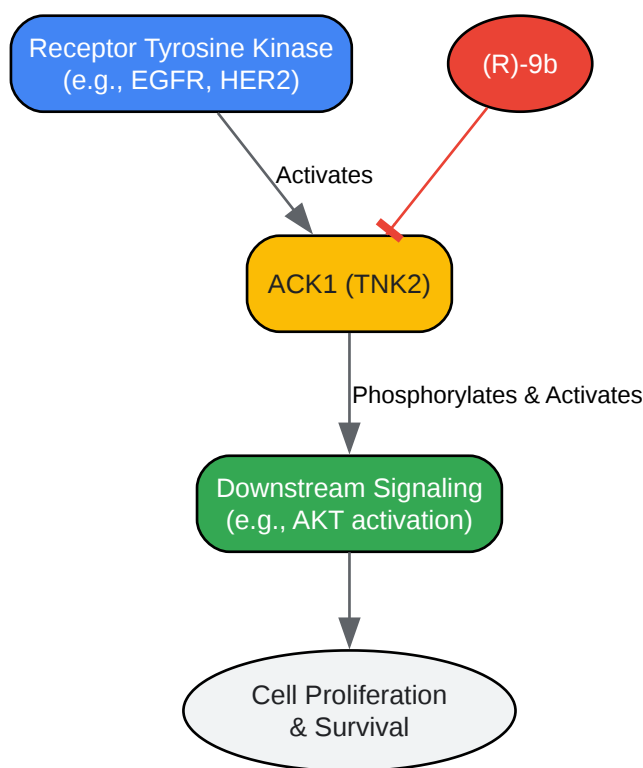 Receptor Tyrosine Kinase
(e.g., EGFR, HER2)
(R)-9b
Activates
ACK1 (TNK2)
Phosphorylates & Activates
Downstream Signaling
(e.g., AKT activation)
Cell Proliferation
& Survival